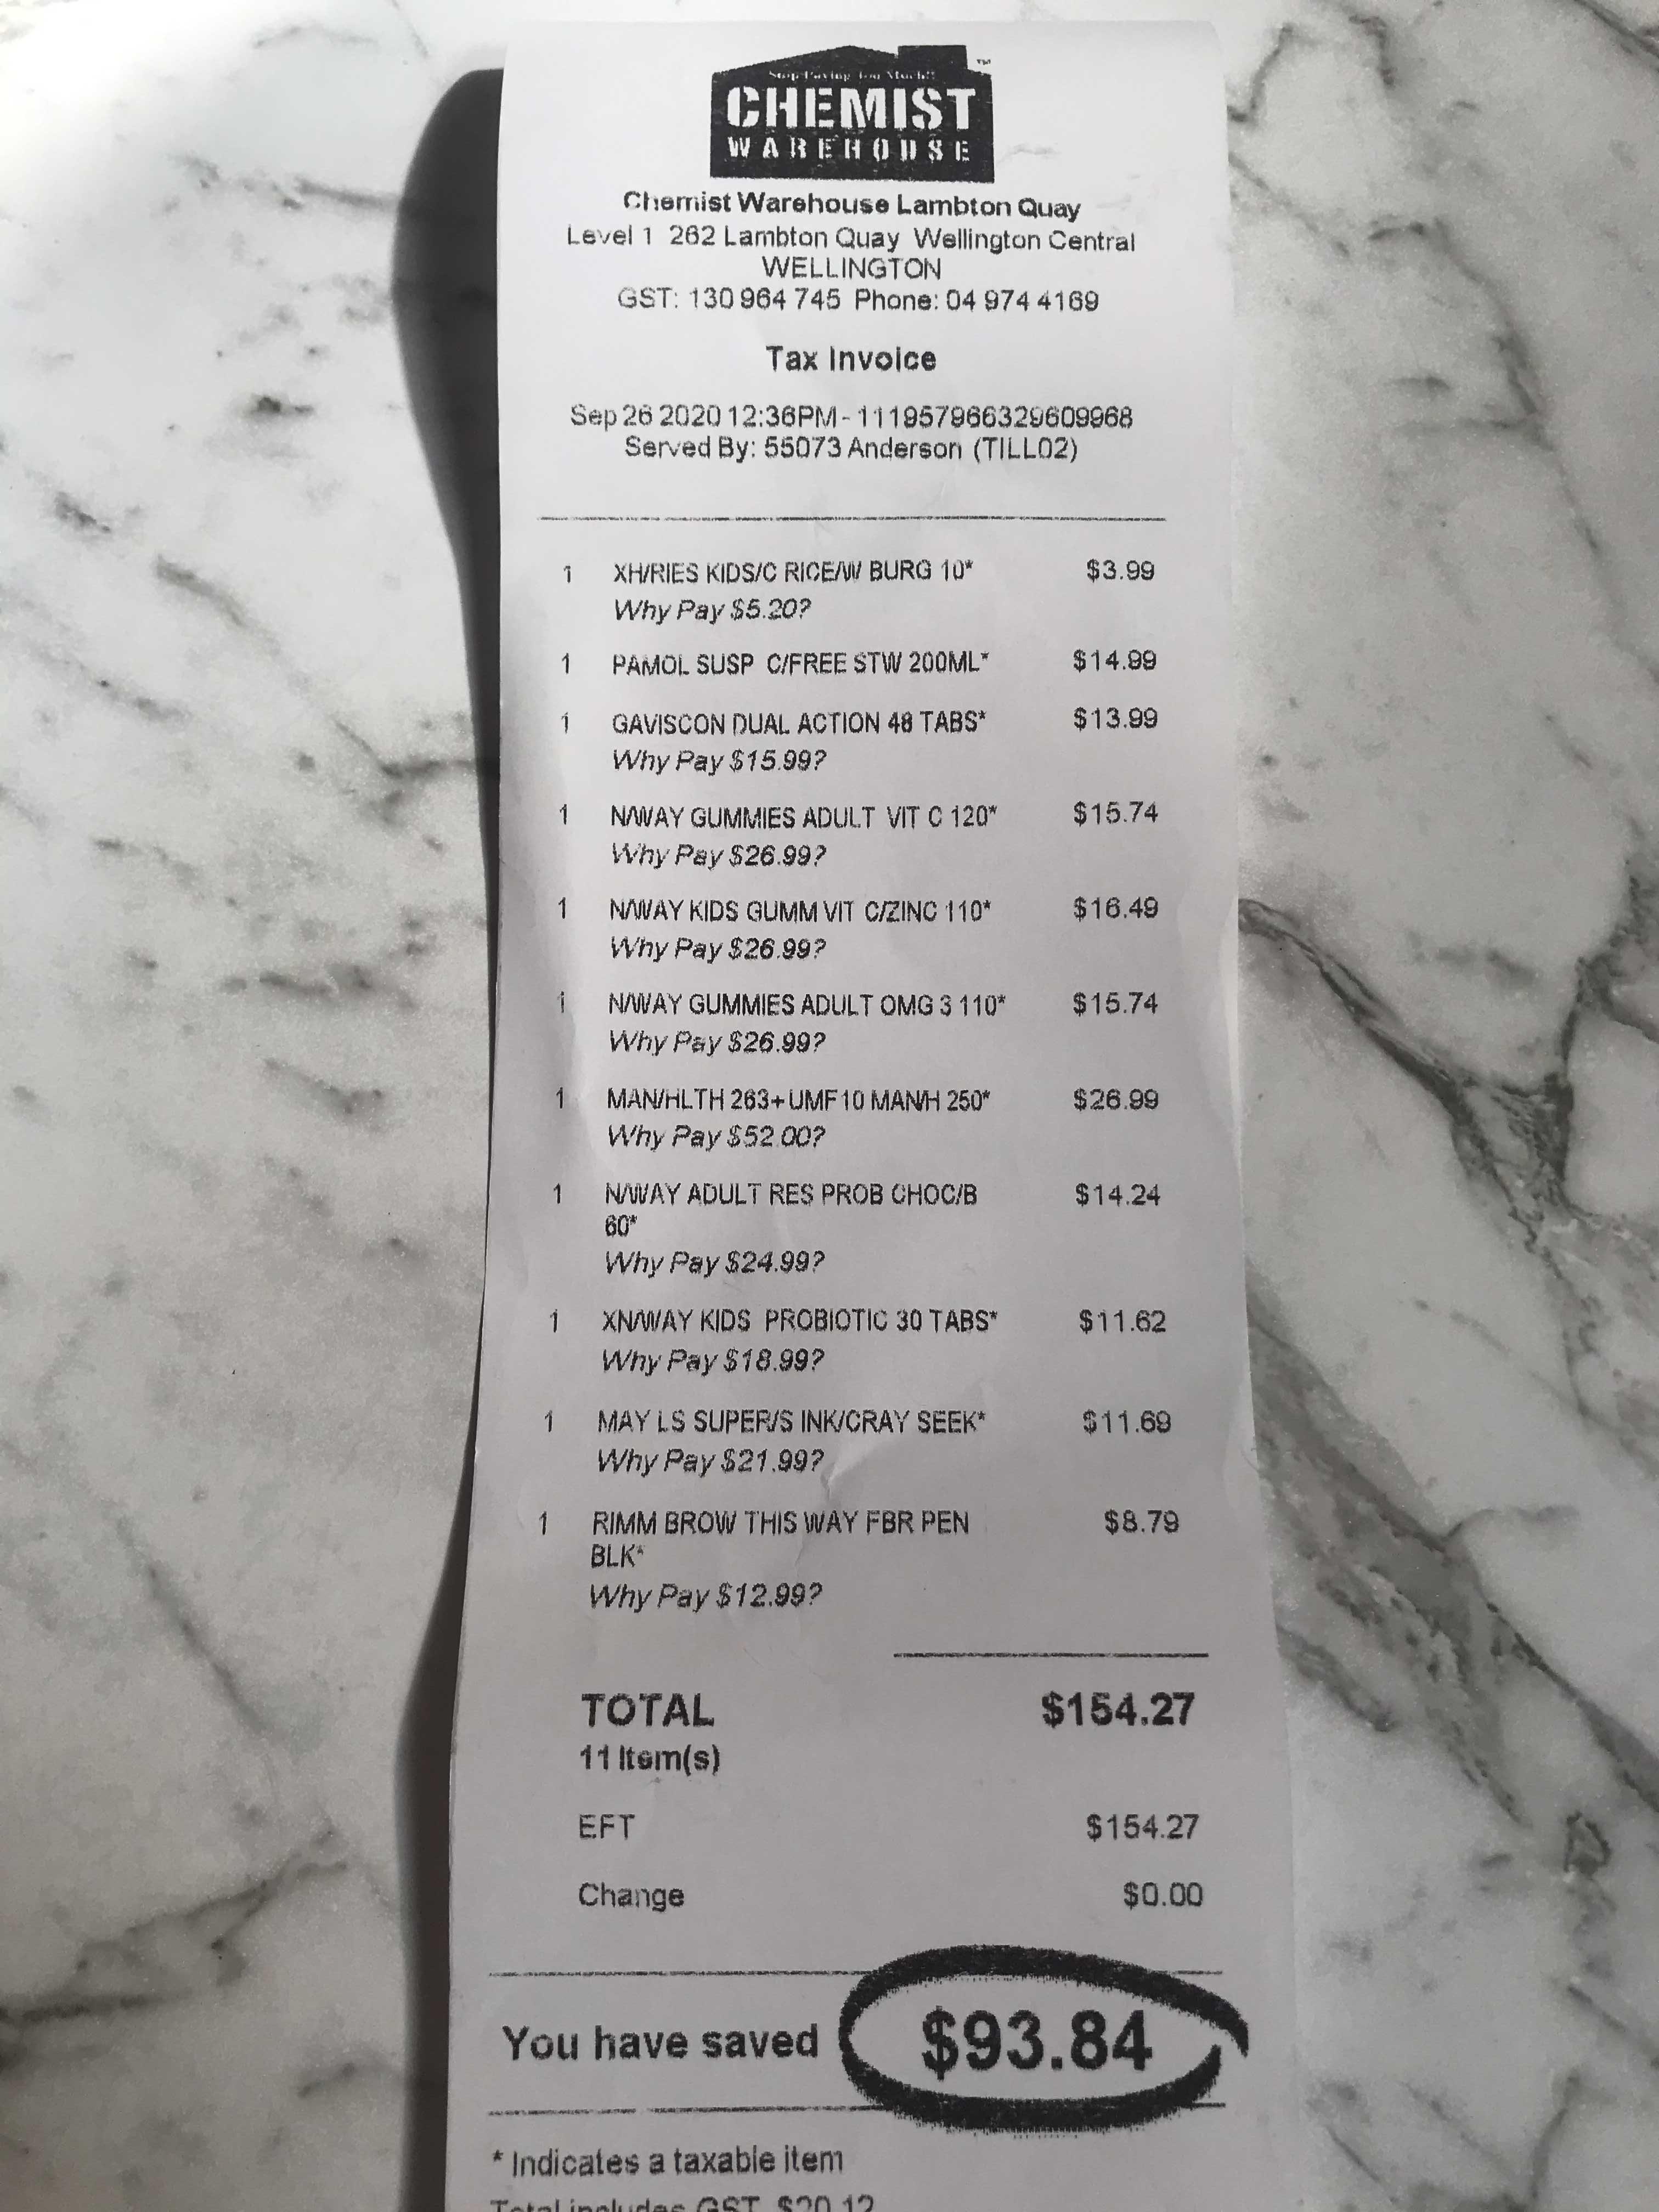 Stop Paying Too Much!!
TM
CHEMIST
WAREHOUSE
Chemist Warehouse Lambton Quay
Level 1 262 Lambton Quay Wellington Central
WELLINGTON
GST: 130 964 745 Phone: 04 974 4169
Tax Invoice
Sep 26 2020 12:36PM - 111957966329609968
Served By: 55073 Anderson (TILL02)
1 XH/RIES KIDS/C RICE/W BURG 10* $3.99
Why Pay $5.20?
1 PAMOL SUSP C/FREE STW 200ML* $14.99
1 GAVISCON DUAL ACTION 48 TABS* $13.99
Why Pay $15.99?
1 N/WAY GUMMIES ADULT VIT C 120* $15.74
Why Pay $26.99?
1 N/WAY KIDS GUMM VIT C/ZINC 110* $16.49
Why Pay $26.99?
1 N/WAY GUMMIES ADULT OMG 3 110* $15.74
Why Pay $26.99?
1 MAN/HLTH 263+UMF10 MAN/H 250* $26.99
Why Pay $52.00?
1 N/WAY ADULT RES PROB CHOC/B $14.24
60*
Why Pay $24.99?
1 XN/WAY KIDS PROBIOTIC 30 TABS* $11.62
Why Pay $18.99?
1 MAY LS SUPER/S INK/CRAY SEEK* $11.69
Why Pay $21.99?
1 RIMM BROW THIS WAY FBR PEN $8.79
BLK*
Why Pay $12.99?
TOTAL $154.27
11 Item(s)
EFT $154.27
Change $0.00
You have saved $93.84
* Indicates a taxable item
Total includes GST $20.12